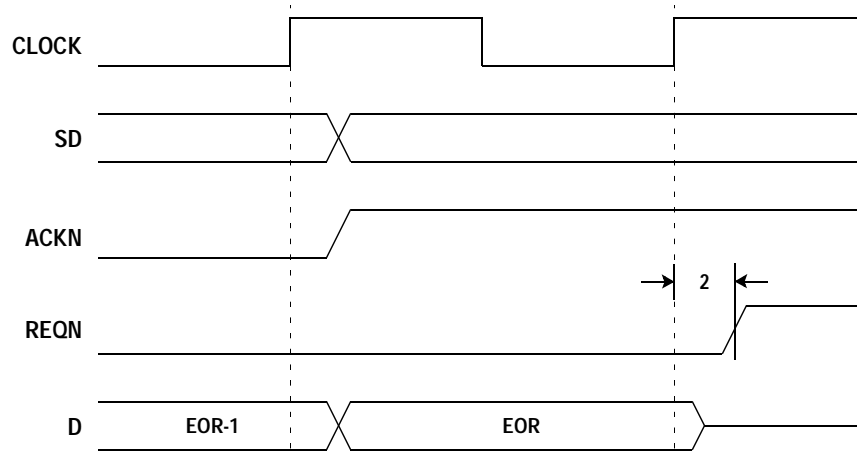 CLOCK
SD
ACKN
2
REQN
D
EOR-1
EOR